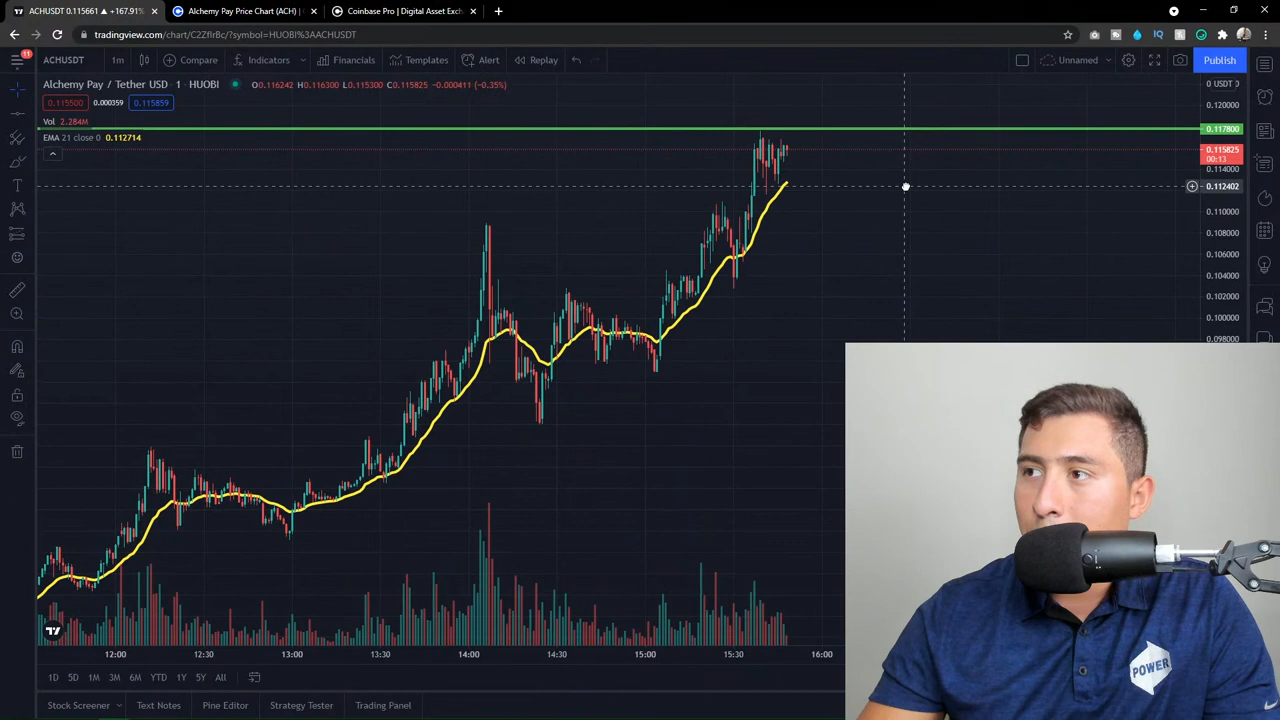 ACHUSDT 0.115661 ▲ +167.91%
Alchemy Pay Price Chart (ACH) |
Coinbase Pro | Digital Asset Exch
tradingview.com/chart/C2ZfIrBc/?symbol=HUOBI%3AACHUSDT
11
ACHUSDT 1m Compare Indicators Financials Templates Alert Replay Unnamed Publish
Alchemy Pay / Tether USD · 1 · HUOBI O0.116242 H0.116300 L0.115300 C0.115825 -0.000411 (-0.35%)
0 USDT
0.115500 0.000359 0.115859
0.120000
Vol 2.284M
0.117800
EMA 21 close 0 0.112714
0.115825
00:13
0.114000
0.112402
0.110000
0.108000
0.106000
0.104000
0.102000
0.100000
0.098000
12:00 12:30 13:00 13:30 14:00 14:30 15:00 15:30 16:00
1D 5D 1M 3M 6M YTD 1Y 5Y All
Stock Screener Text Notes Pine Editor Strategy Tester Trading Panel
POWER